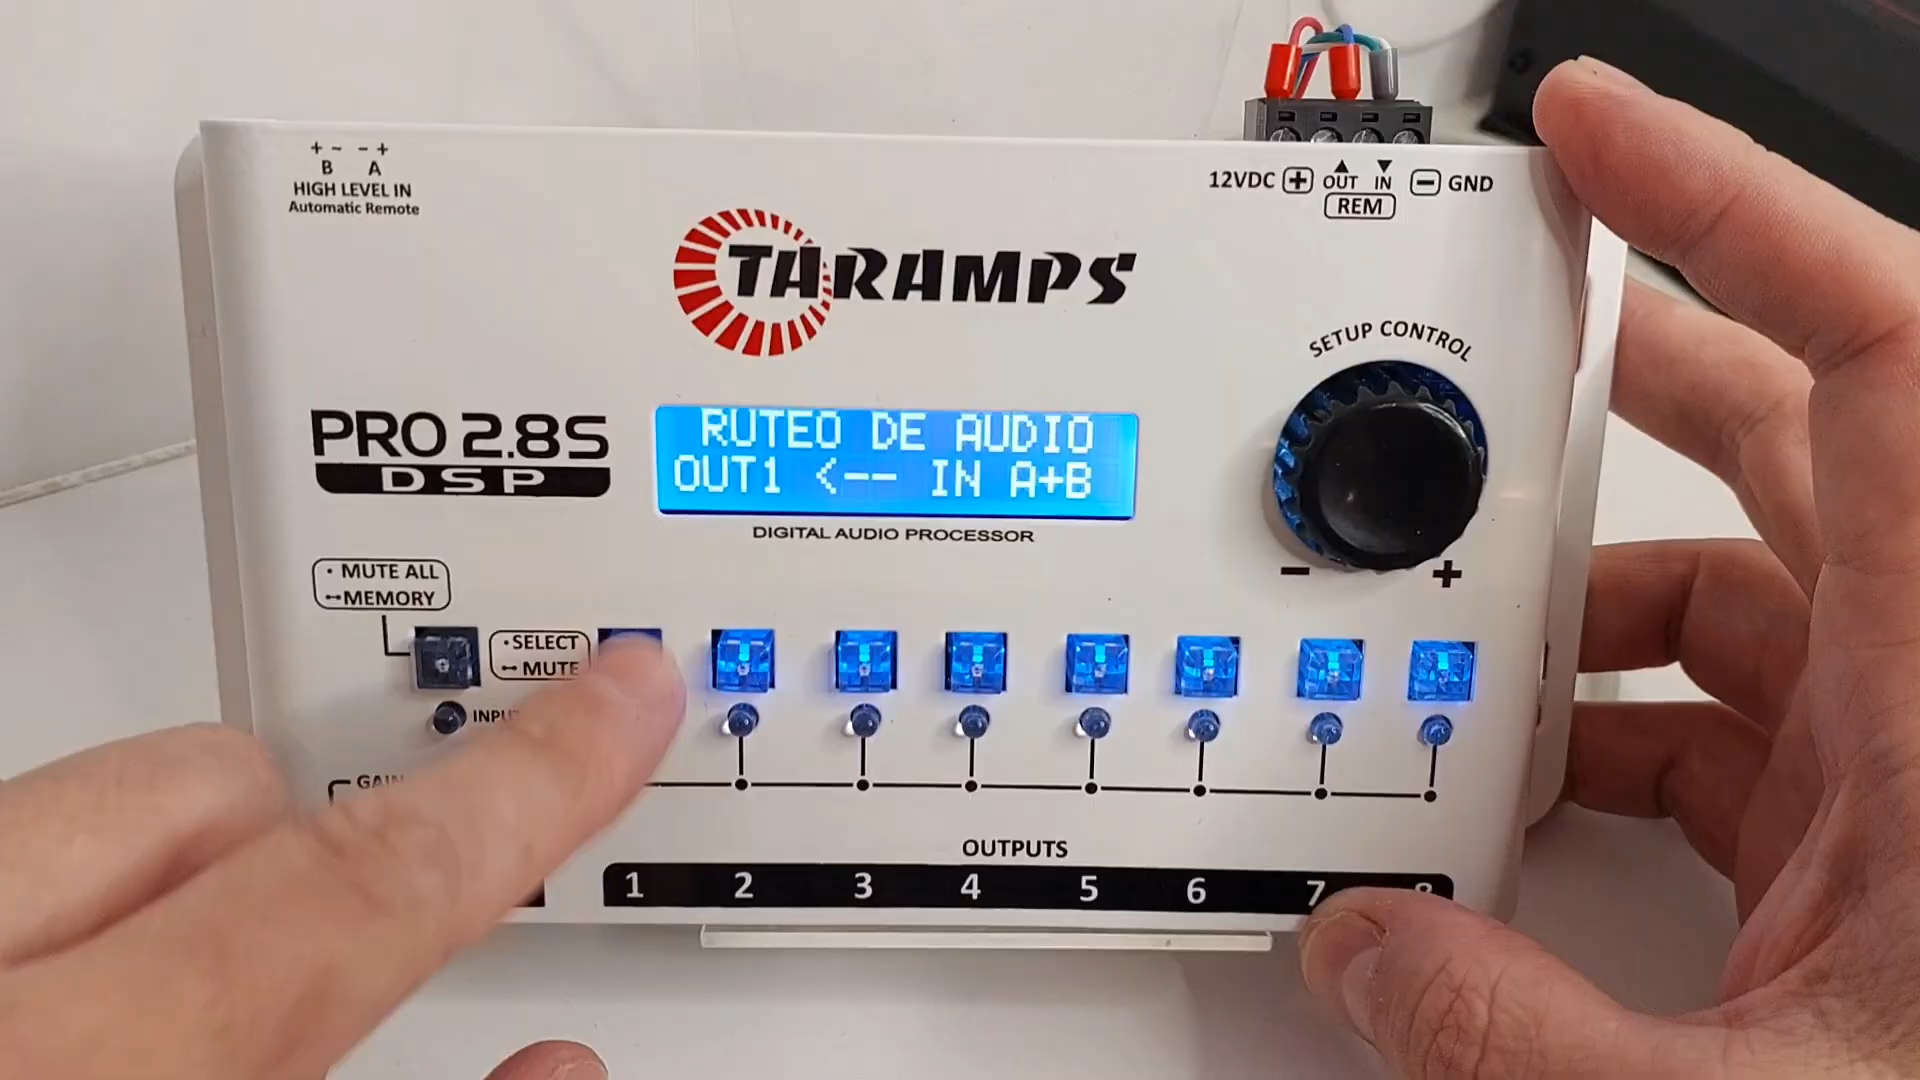 + - - +
B A
HIGH LEVEL IN
Automatic Remote
12VDC + OUT IN - GND
REM
TARAMPS
SETUP CONTROL
PRO 2.8S
DSP
RUTEO DE AUDIO
OUT1 <-- IN A+B
DIGITAL AUDIO PROCESSOR
- +
• MUTE ALL
MEMORY
• SELECT
MUTE
OUTPUTS
1 2 3 4 5 6 7